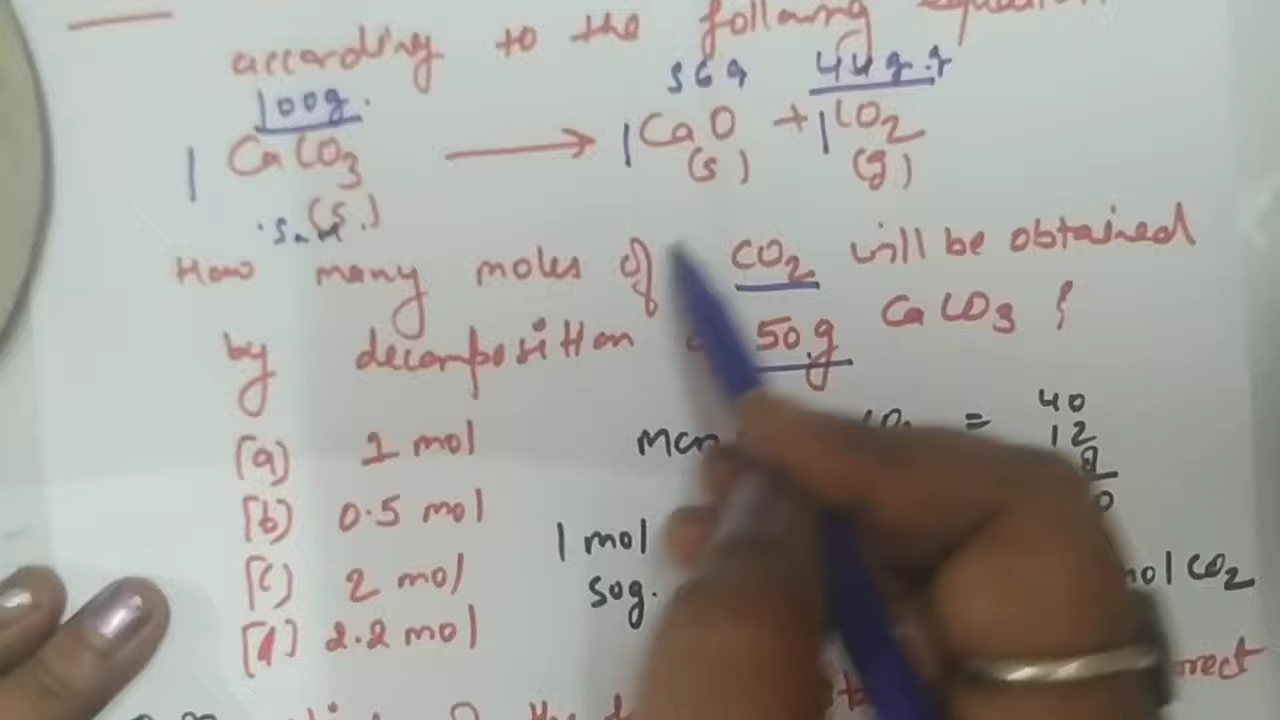 according to the following
100g. 56g 44g.
1 CaCO3 → 1 CaO + 1 CO2
(s) (s) (g)
How many moles of CO2 will be obtained
by decomposition 50g CaCO3 ?
(a) 1 mol
(b) 0.5 mol
(c) 2 mol
(d) 2.2 mol
= 40
12
1 mol
50g. mol CO2